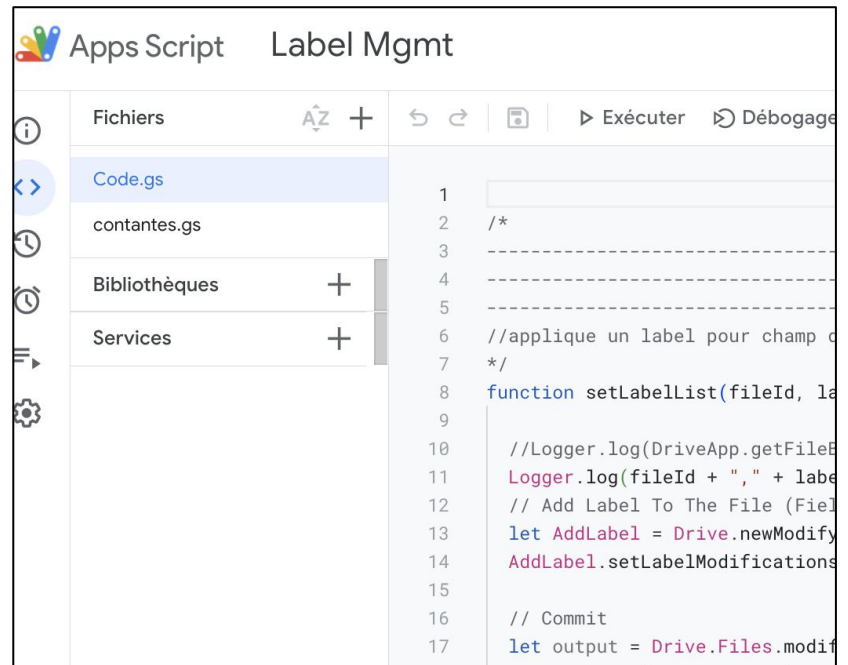 Apps Script Label Mgmt
Fichiers AZ
Exécuter Débogage
Code.gs
contantes.gs
Bibliothèques
Services
1
2 /*
3 --------------------------------
4 --------------------------------
5 --------------------------------
6 //applique un label pour champ
7 */
8 function setLabelList(fileId, la
9
10 //Logger.log(DriveApp.getFileB
11 Logger.log(fileId + "," + labe
12 // Add Label To The File (Fiel
13 let AddLabel = Drive.newModify
14 AddLabel.setLabelModifications
15
16 // Commit
17 let output = Drive.Files.modif